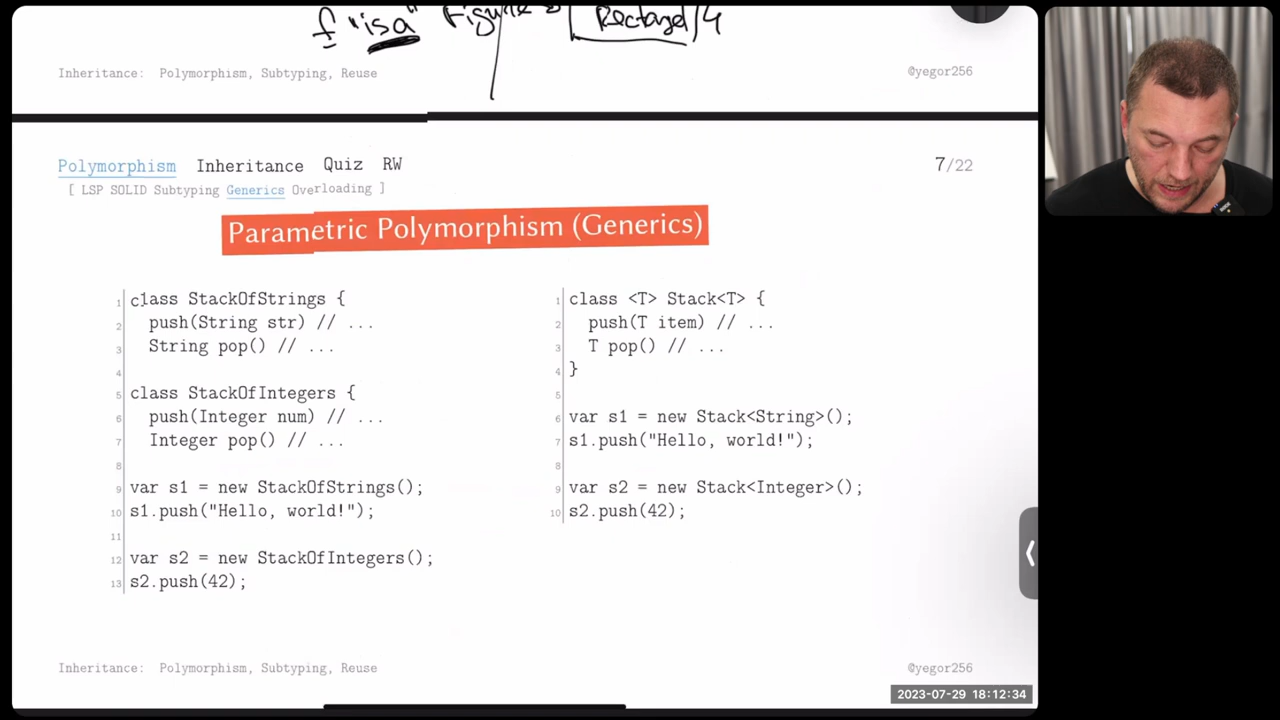 f "isa" Figure Rectangel/4
Inheritance: Polymorphism, Subtyping, Reuse
@yegor256
Polymorphism Inheritance Quiz RW
7/22
[ LSP SOLID Subtyping Generics Overloading ]
Parametric Polymorphism (Generics)
1 class StackOfStrings {
2 push(String str) // ...
3 String pop() // ...
4
5 class StackOfIntegers {
6 push(Integer num) // ...
7 Integer pop() // ...
8
9 var s1 = new StackOfStrings();
10 s1.push("Hello, world!");
11
12 var s2 = new StackOfIntegers();
13 s2.push(42);
1 class <T> Stack<T> {
2 push(T item) // ...
3 T pop() // ...
4 }
5
6 var s1 = new Stack<String>();
7 s1.push("Hello, world!");
8
9 var s2 = new Stack<Integer>();
10 s2.push(42);
Inheritance: Polymorphism, Subtyping, Reuse
@yegor256
2023-07-29 18:12:34